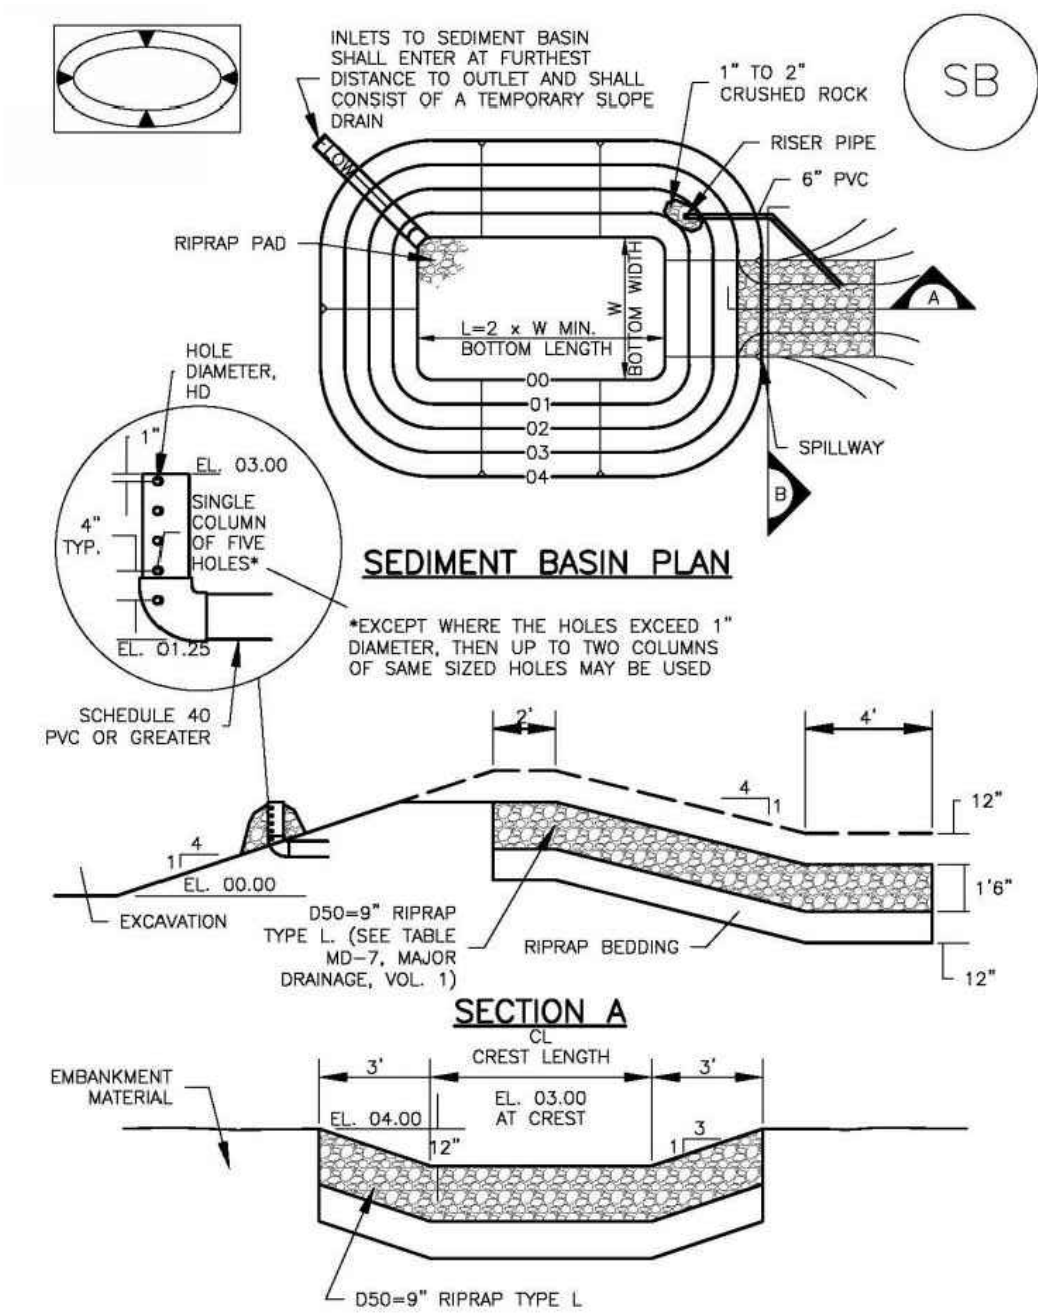 INLETS TO SEDIMENT BASIN
SHALL ENTER AT FURTHEST
DISTANCE TO OUTLET AND SHALL
CONSIST OF A TEMPORARY SLOPE
DRAIN
1" TO 2"
CRUSHED ROCK
SB
FLOW
RISER PIPE
6" PVC
RIPRAP PAD
W
BOTTOM WIDTH
A
L=2 x W MIN.
BOTTOM LENGTH
00
01
02
03
04
SPILLWAY
B
HOLE
DIAMETER,
HD
1"
EL. 03.00
4"
TYP.
SINGLE
COLUMN
OF FIVE
HOLES*
EL. 01.25
SCHEDULE 40
PVC OR GREATER
SEDIMENT BASIN PLAN
*EXCEPT WHERE THE HOLES EXCEED 1"
DIAMETER, THEN UP TO TWO COLUMNS
OF SAME SIZED HOLES MAY BE USED
2'
4'
4
1
12"
4
1
EL. 00.00
EXCAVATION
1'6"
D50=9" RIPRAP
TYPE L. (SEE TABLE
MD-7, MAJOR
DRAINAGE, VOL. 1)
RIPRAP BEDDING
12"
SECTION A
CL
CREST LENGTH
3'
3'
EMBANKMENT
MATERIAL
EL. 04.00
EL. 03.00
AT CREST
12"
3
1
D50=9" RIPRAP TYPE L